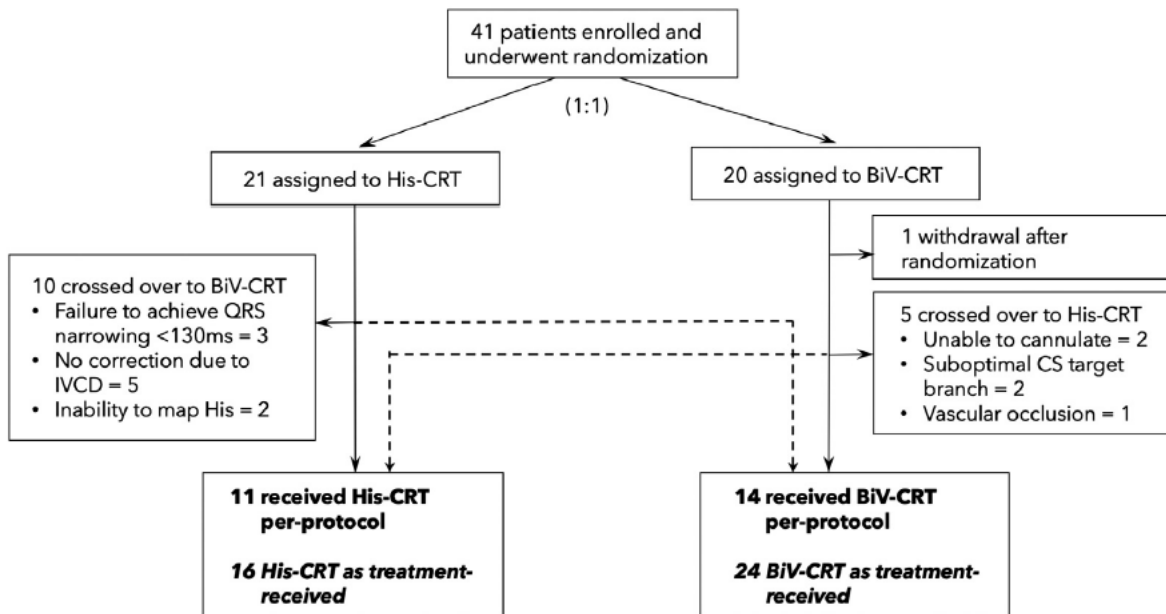 41 patients enrolled and
underwent randomization
(1:1)
21 assigned to His-CRT
20 assigned to BiV-CRT
1 withdrawal after
randomization
10 crossed over to BiV-CRT
• Failure to achieve QRS
narrowing <130ms = 3
• No correction due to
IVCD = 5
• Inability to map His = 2
5 crossed over to His-CRT
• Unable to cannulate = 2
• Suboptimal CS target
branch = 2
• Vascular occlusion = 1
11 received His-CRT
per-protocol
16 His-CRT as treatment-
received
14 received BiV-CRT
per-protocol
24 BiV-CRT as treatment-
received